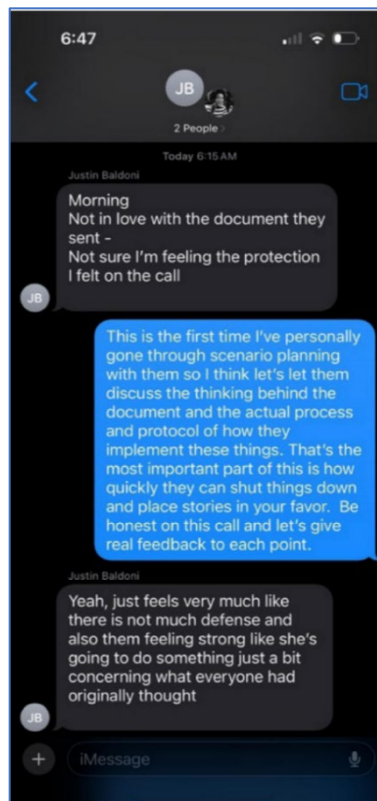 6:47
JB
2 People >
Today 6:15 AM
Justin Baldoni
Morning
Not in love with the document they
sent -
Not sure I'm feeling the protection
I felt on the call
JB
This is the first time I've personally
gone through scenario planning
with them so I think let's let them
discuss the thinking behind the
document and the actual process
and protocol of how they
implement these things. That's the
most important part of this is how
quickly they can shut things down
and place stories in your favor.  Be
honest on this call and let's give
real feedback to each point.
Justin Baldoni
Yeah, just feels very much like
there is not much defense and
also them feeling strong like she's
going to do something just a bit
concerning what everyone had
originally thought
JB
+
iMessage